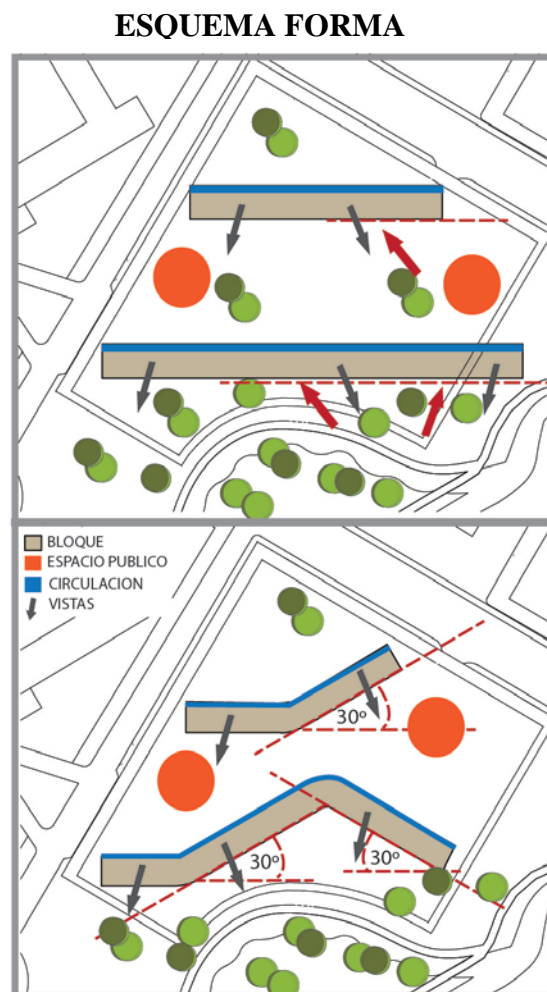 ESQUEMA FORMA
BLOQUE
ESPACIO PUBLICO
CIRCULACION
VISTAS
30º
30º
30º